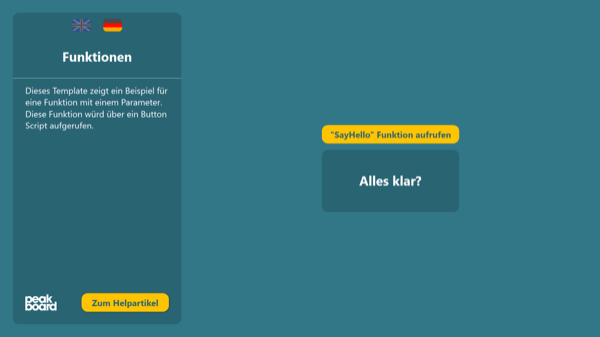 Funktionen
Dieses Template zeigt ein Beispiel für
eine Funktion mit einem Parameter.
Diese Funktion würd über ein Button
Script aufgerufen.
peak
board
Zum Helpartikel
"SayHello" Funktion aufrufen
Alles klar?